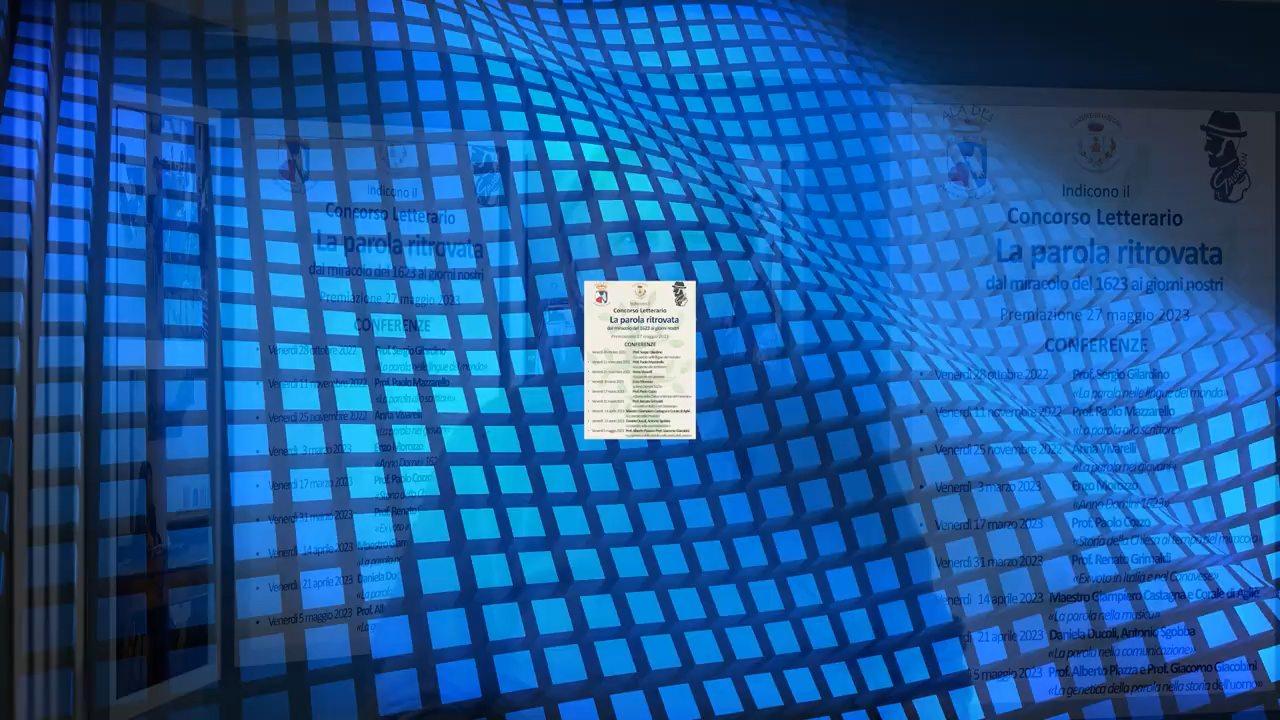 Indicono il
Concorso Letterario
La parola ritrovata
dal miracolo del 1623 ai giorni nostri
Premiazione 27 maggio 2023
CONFERENZE
Venerdì 28 ottobre 2022 Prof. Sergio Gilardino
«La parola nelle lingue del mondo»
Venerdì 11 novembre 2022 Prof. Paolo Mazzarello
«La parola allo scrittore»
Venerdì 25 novembre 2022 Anna Vivarelli
«La parola nei giovani»
Venerdì 3 marzo 2023 Enzo Morozzo
«Anno Domini 1623»
Venerdì 17 marzo 2023 Prof. Paolo Cozzo
«Storia della Chiesa al tempo del miracolo
Venerdì 31 marzo 2023 Prof. Renato Grimaldi
«Ex voto in Italia e nel Canavese»
Venerdì 14 aprile 2023 Maestro Giampiero Castagna e Corale di Agliè
«La parola nella musica»
Venerdì 21 aprile 2023 Daniela Ducoli, Antonio Sgobba
«La parola nella comunicazione»
Venerdì 5 maggio 2023 Prof. Alberto Piazza e Prof. Giacomo Giacobini
«La genetica della parola nella storia dell'uomo»